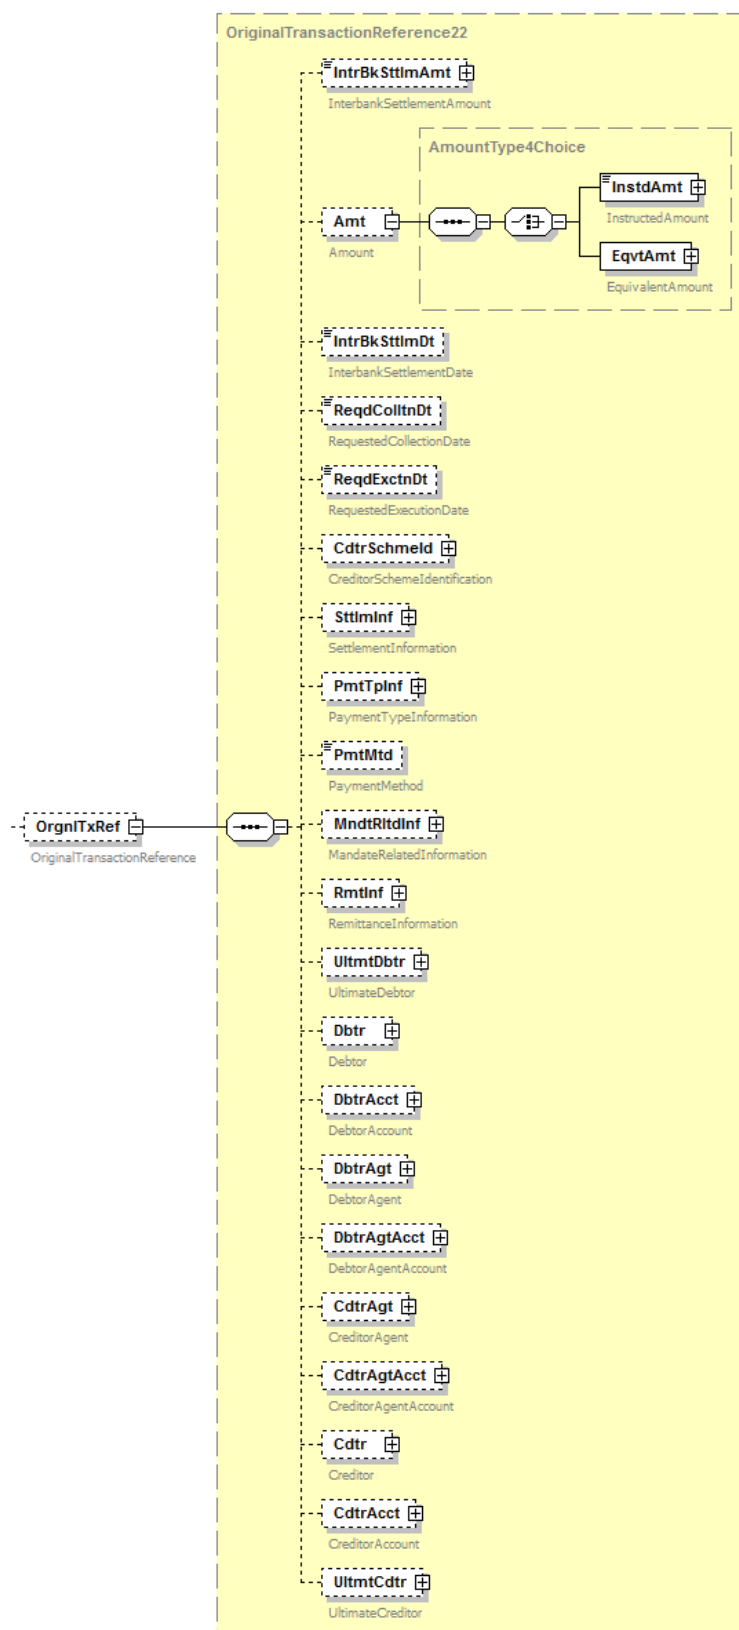 OriginalTransactionReference22
IntrBkSttlmAmt
InterbankSettlementAmount
AmountType4Choice
InstdAmt
InstructedAmount
Amt
Amount
EqvtAmt
EquivalentAmount
IntrBkSttlmDt
InterbankSettlementDate
ReqdColltnDt
RequestedCollectionDate
ReqdExctnDt
RequestedExecutionDate
CdtrSchmeId
CreditorSchemeIdentification
SttlmInf
SettlementInformation
PmtTpInf
PaymentTypeInformation
PmtMtd
PaymentMethod
OrgnlTxRef
OriginalTransactionReference
MndtRltdInf
MandateRelatedInformation
RmtInf
RemittanceInformation
UltmtDbtr
UltimateDebtor
Dbtr
Debtor
DbtrAcct
DebtorAccount
DbtrAgt
DebtorAgent
DbtrAgtAcct
DebtorAgentAccount
CdtrAgt
CreditorAgent
CdtrAgtAcct
CreditorAgentAccount
Cdtr
Creditor
CdtrAcct
CreditorAccount
UltmtCdtr
UltimateCreditor